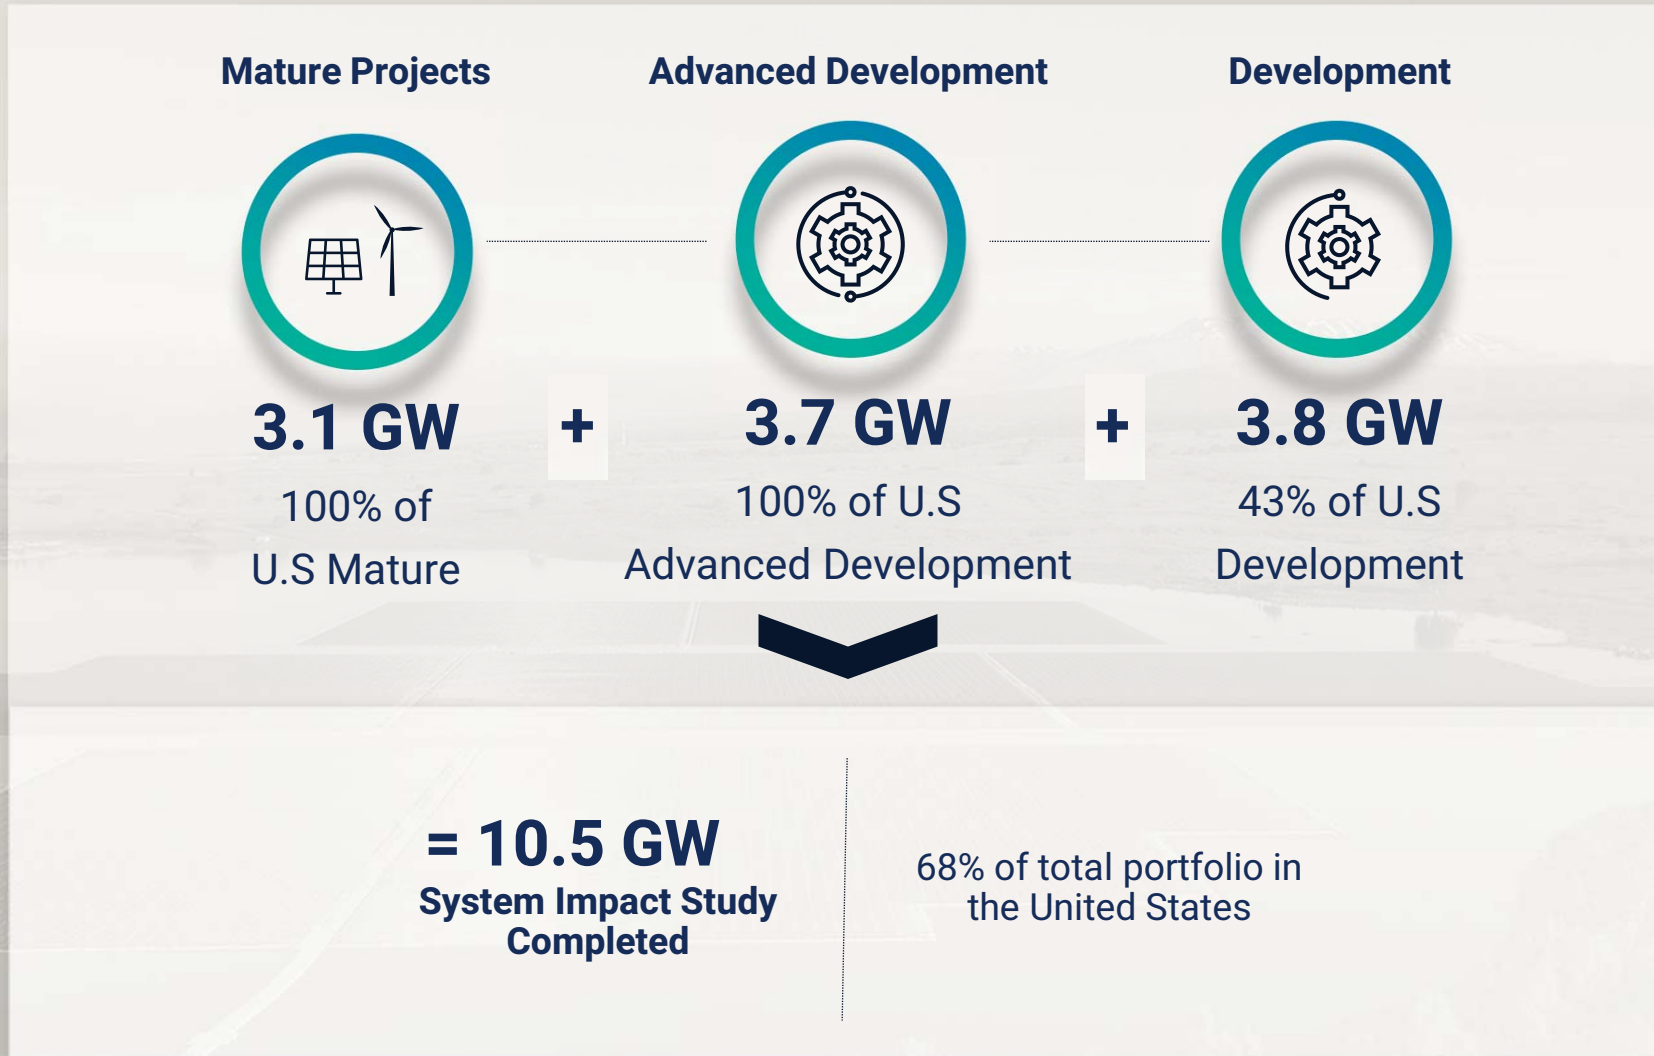 Mature Projects
Advanced Development
Development
3.1 GW
+
3.7 GW
+
3.8 GW
100% of
U.S Mature
100% of U.S
Advanced Development
43% of U.S
Development
= 10.5 GW
System Impact Study
Completed
68% of total portfolio in
the United States